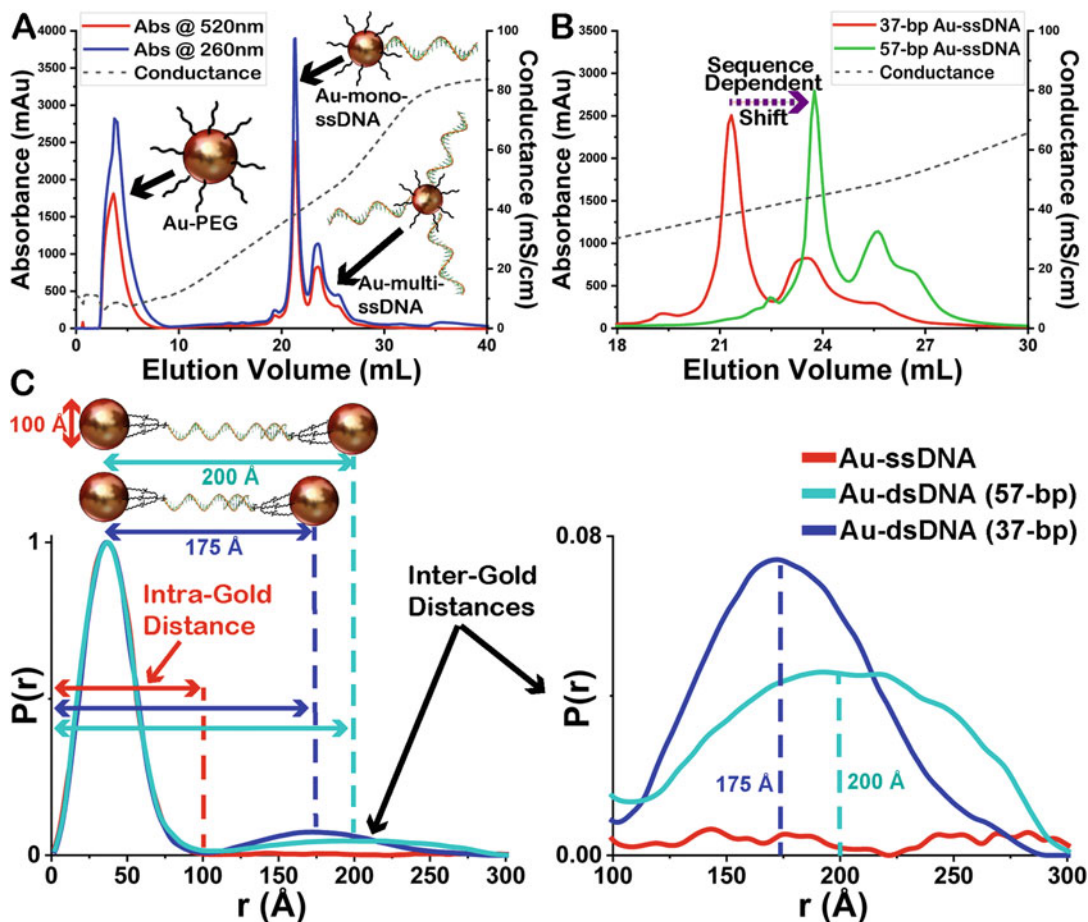 A
Abs @ 520nm
Abs @ 260nm
Conductance
Au-PEG
Au-mono-
ssDNA
Au-multi-
ssDNA
Absorbance (mAu)
4000
3500
3000
2500
2000
1500
1000
500
0
0
10
20
30
40
Elution Volume (mL)
100
80
60
40
20
0
Conductance (mS/cm)
B
37-bp Au-ssDNA
57-bp Au-ssDNA
Conductance
Sequence
Dependent
Shift
Absorbance (mAu)
3500
3000
2500
2000
1500
1000
500
0
18
21
24
27
30
Elution Volume (mL)
100
80
60
40
20
0
Conductance (mS/cm)
C
100 Å
200 Å
175 Å
Intra-Gold
Distance
Inter-Gold
Distances
P(r)
1
0
0
50
100
150
200
250
300
r (Å)
Au-ssDNA
Au-dsDNA (57-bp)
Au-dsDNA (37-bp)
P(r)
0.08
0.00
175 Å
200 Å
100
150
200
250
300
r (Å)